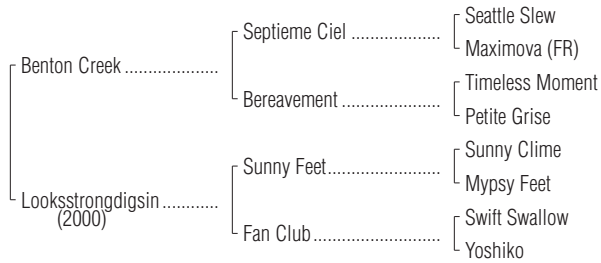 Seattle Slew
Septieme Ciel ...................
Maximova (FR)
Benton Creek ....................
Timeless Moment
Bereavement .....................
Petite Grise
Sunny Clime
Sunny Feet........................
Mypsy Feet
Looksstrongdigsin ............
(2000)
Swift Swallow
Fan Club ...........................
Yoshiko